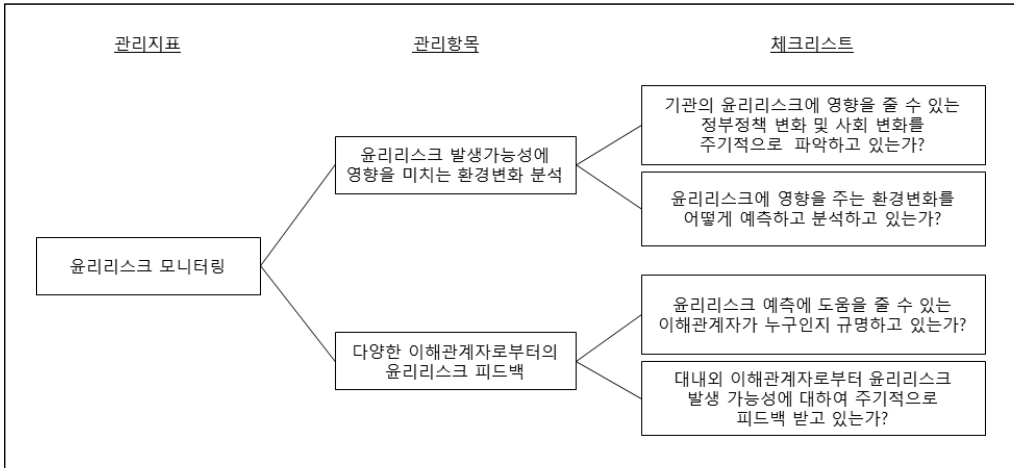 관리지표
관리항목
체크리스트
기관의 윤리리스크에 영향을 줄 수 있는
정부정책 변화 및 사회 변화를
주기적으로 파악하고 있는가?
윤리리스크 발생가능성에
영향을 미치는 환경변화 분석
윤리리스크에 영향을 주는 환경변화를
어떻게 예측하고 분석하고 있는가?
윤리리스크 모니터링
윤리리스크 예측에 도움을 줄 수 있는
이해관계자가 누구인지 규명하고 있는가?
다양한 이해관계자로부터의
윤리리스크 피드백
대내외 이해관계자로부터 윤리리스크
발생 가능성에 대하여 주기적으로
피드백 받고 있는가?